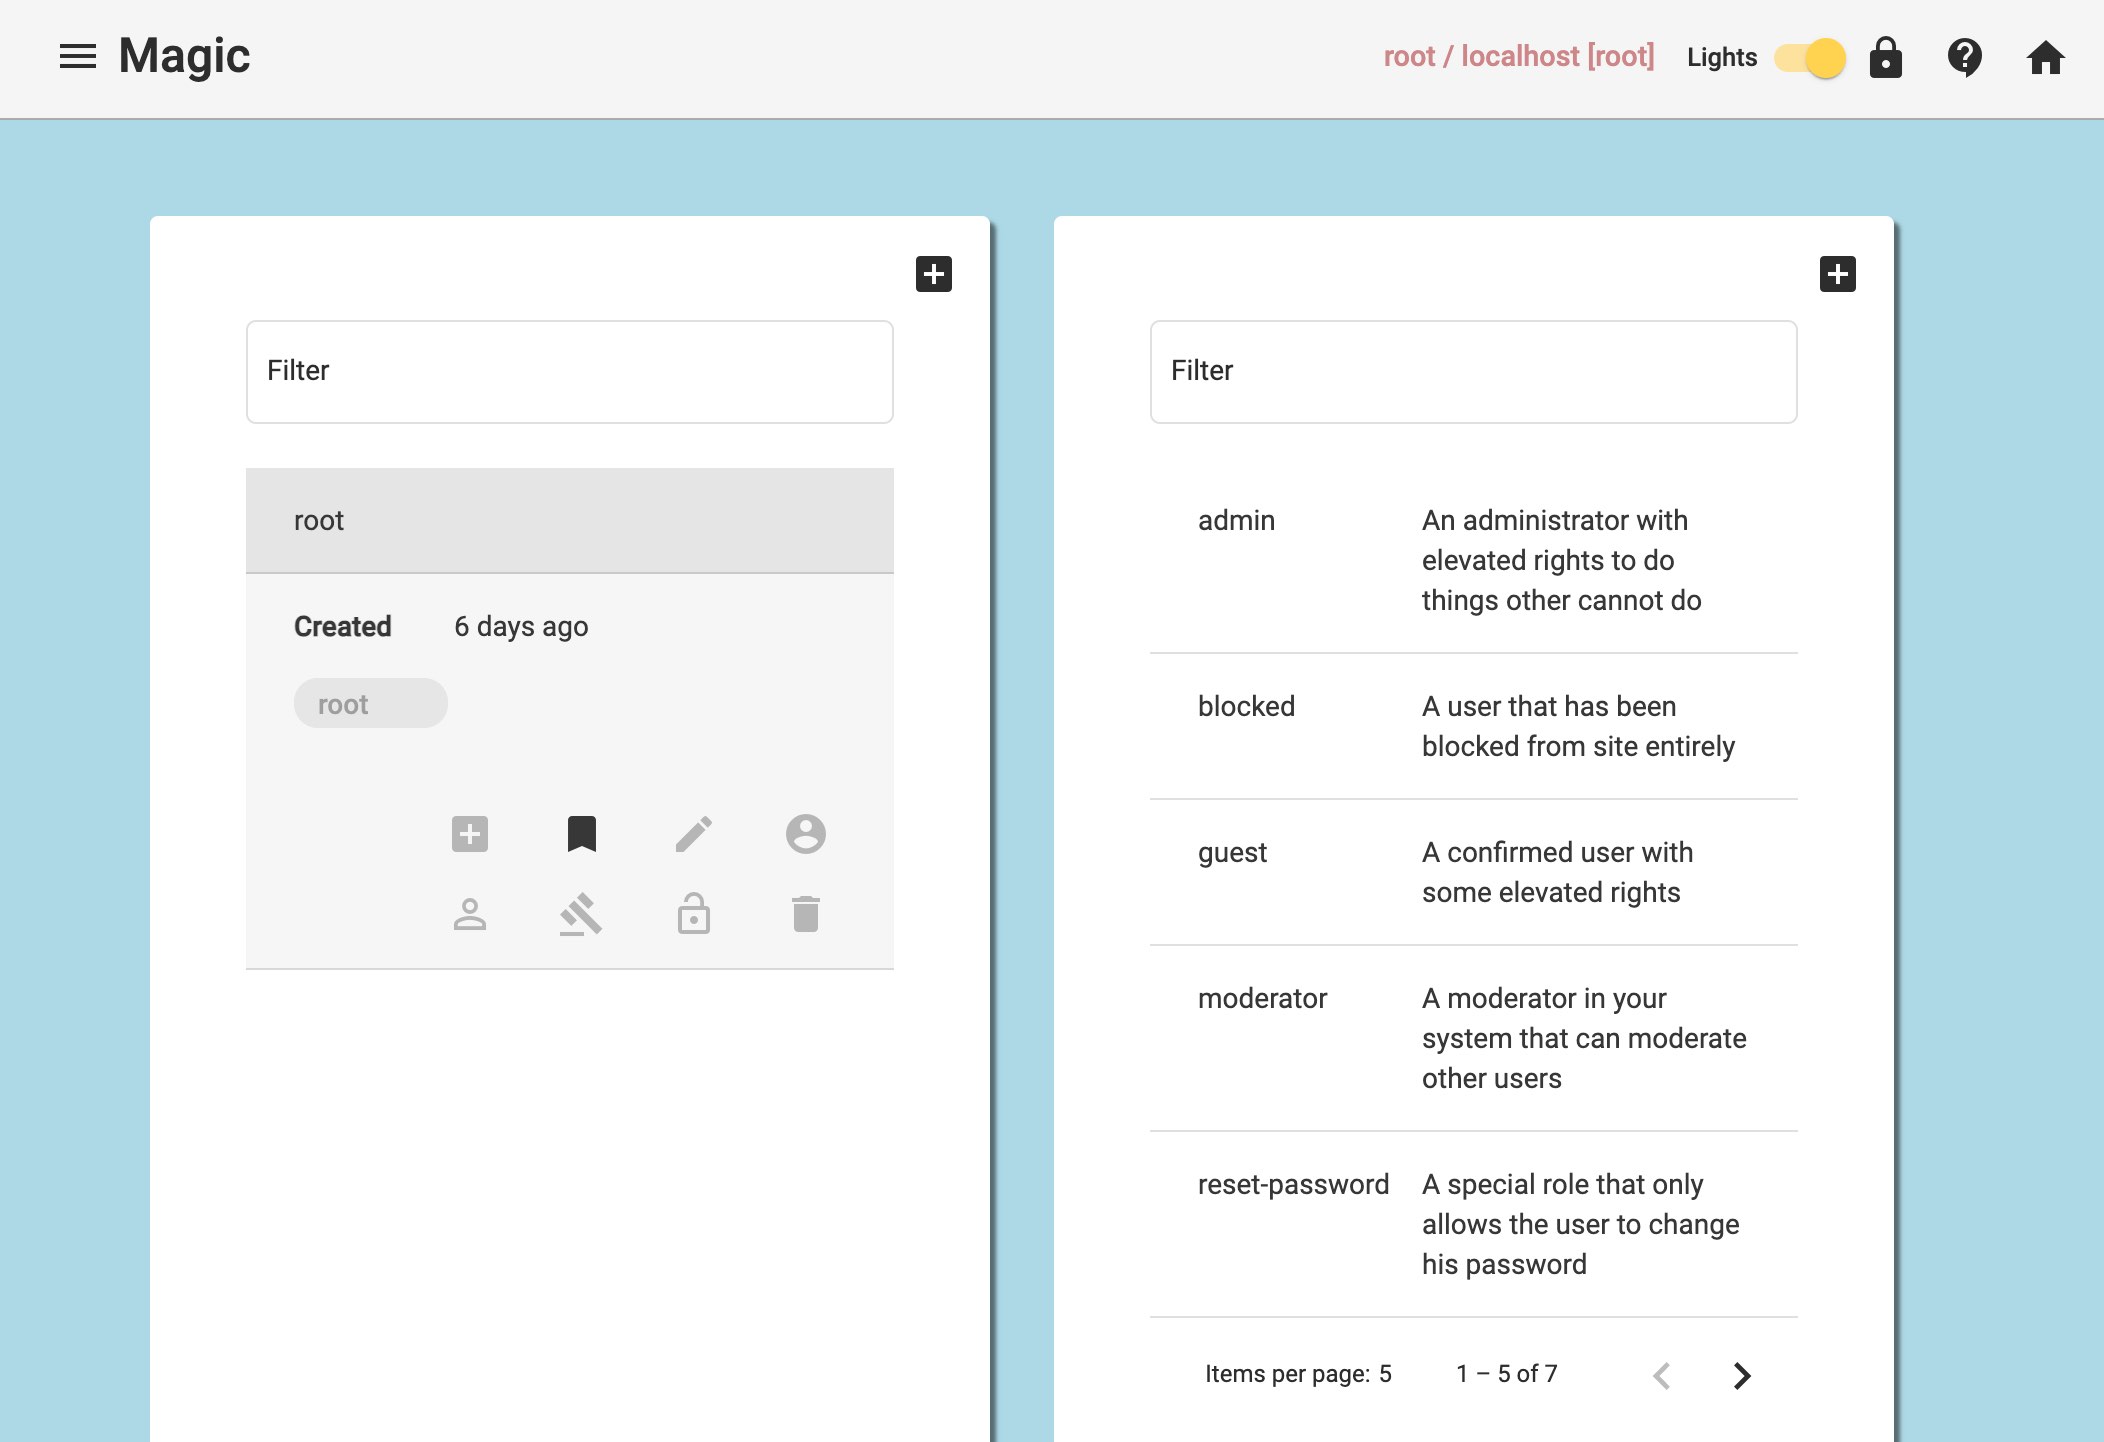 Magic
root / localhost [root]
Lights
Filter
root
Created 6 days ago
root
Filter
admin An administrator with
elevated rights to do
things other cannot do
blocked A user that has been
blocked from site entirely
guest A confirmed user with
some elevated rights
moderator A moderator in your
system that can moderate
other users
reset-password A special role that only
allows the user to change
his password
Items per page: 5 1 – 5 of 7